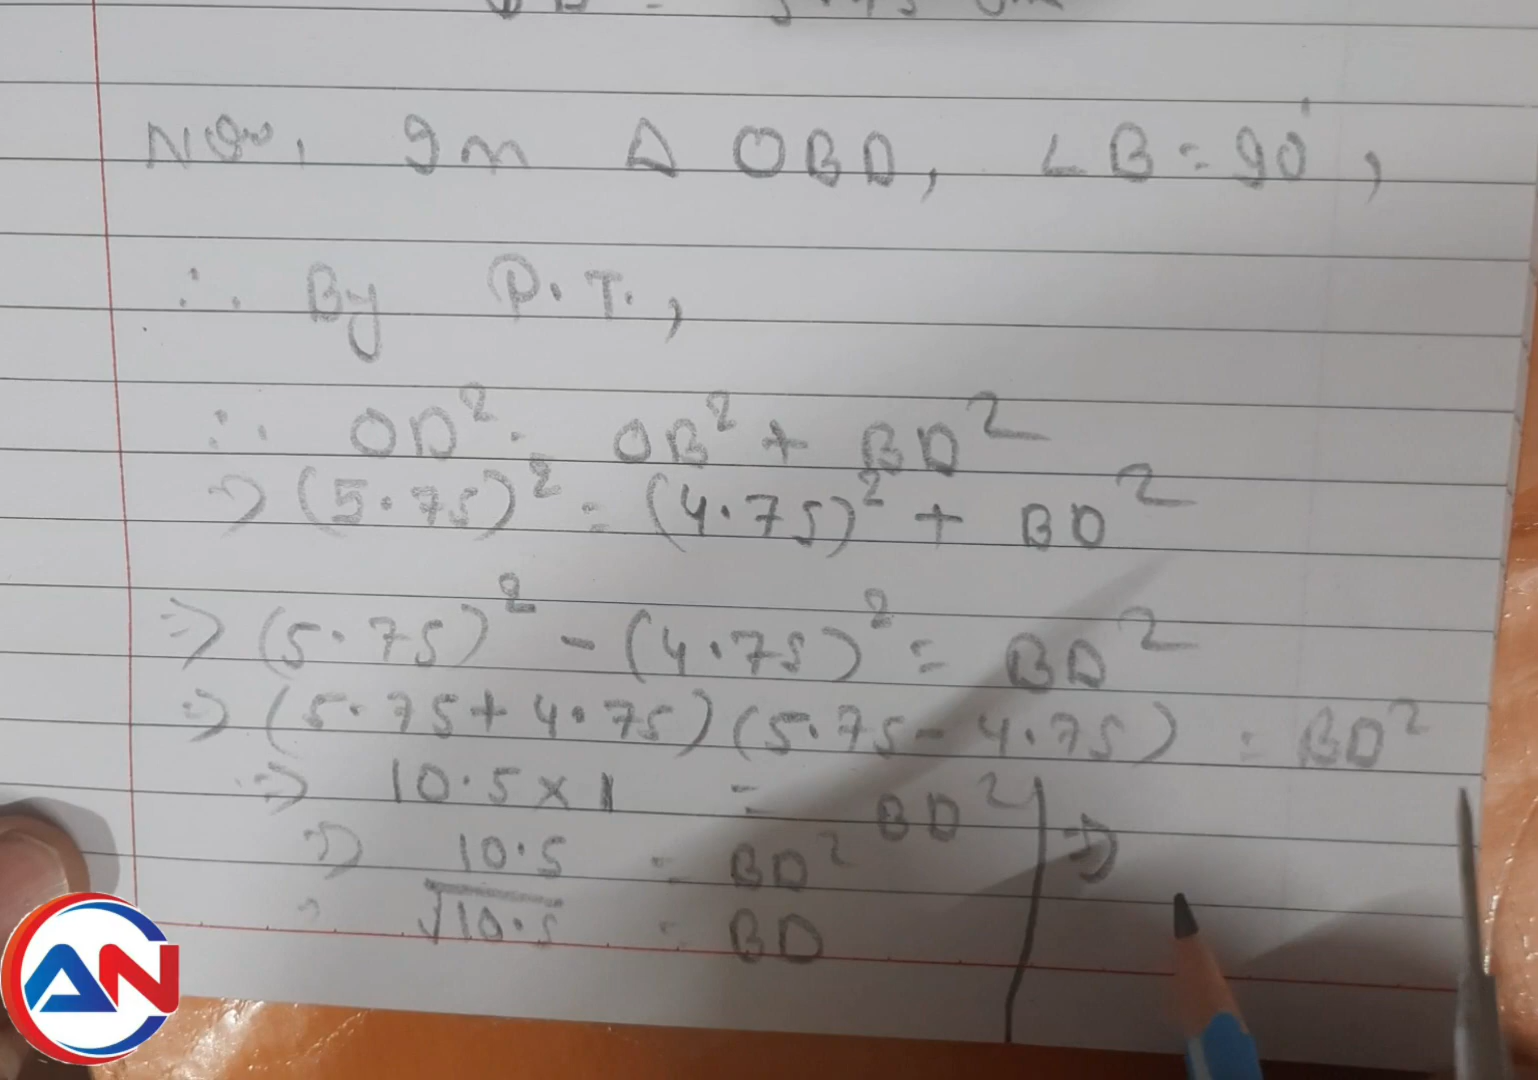 Now, In Δ OBD, ∠B = 90°,
∴ By P.T.,
∴ OD² = OB² + BD²
⇒ (5.75)² = (4.75)² + BD²
⇒ (5.75)² - (4.75)² = BD²
⇒ (5.75+4.75)(5.75-4.75) = BD²
⇒ 10.5×1 = BD² ⇒
⇒ 10.5 = BD²
⇒ √10.5 = BD
AN